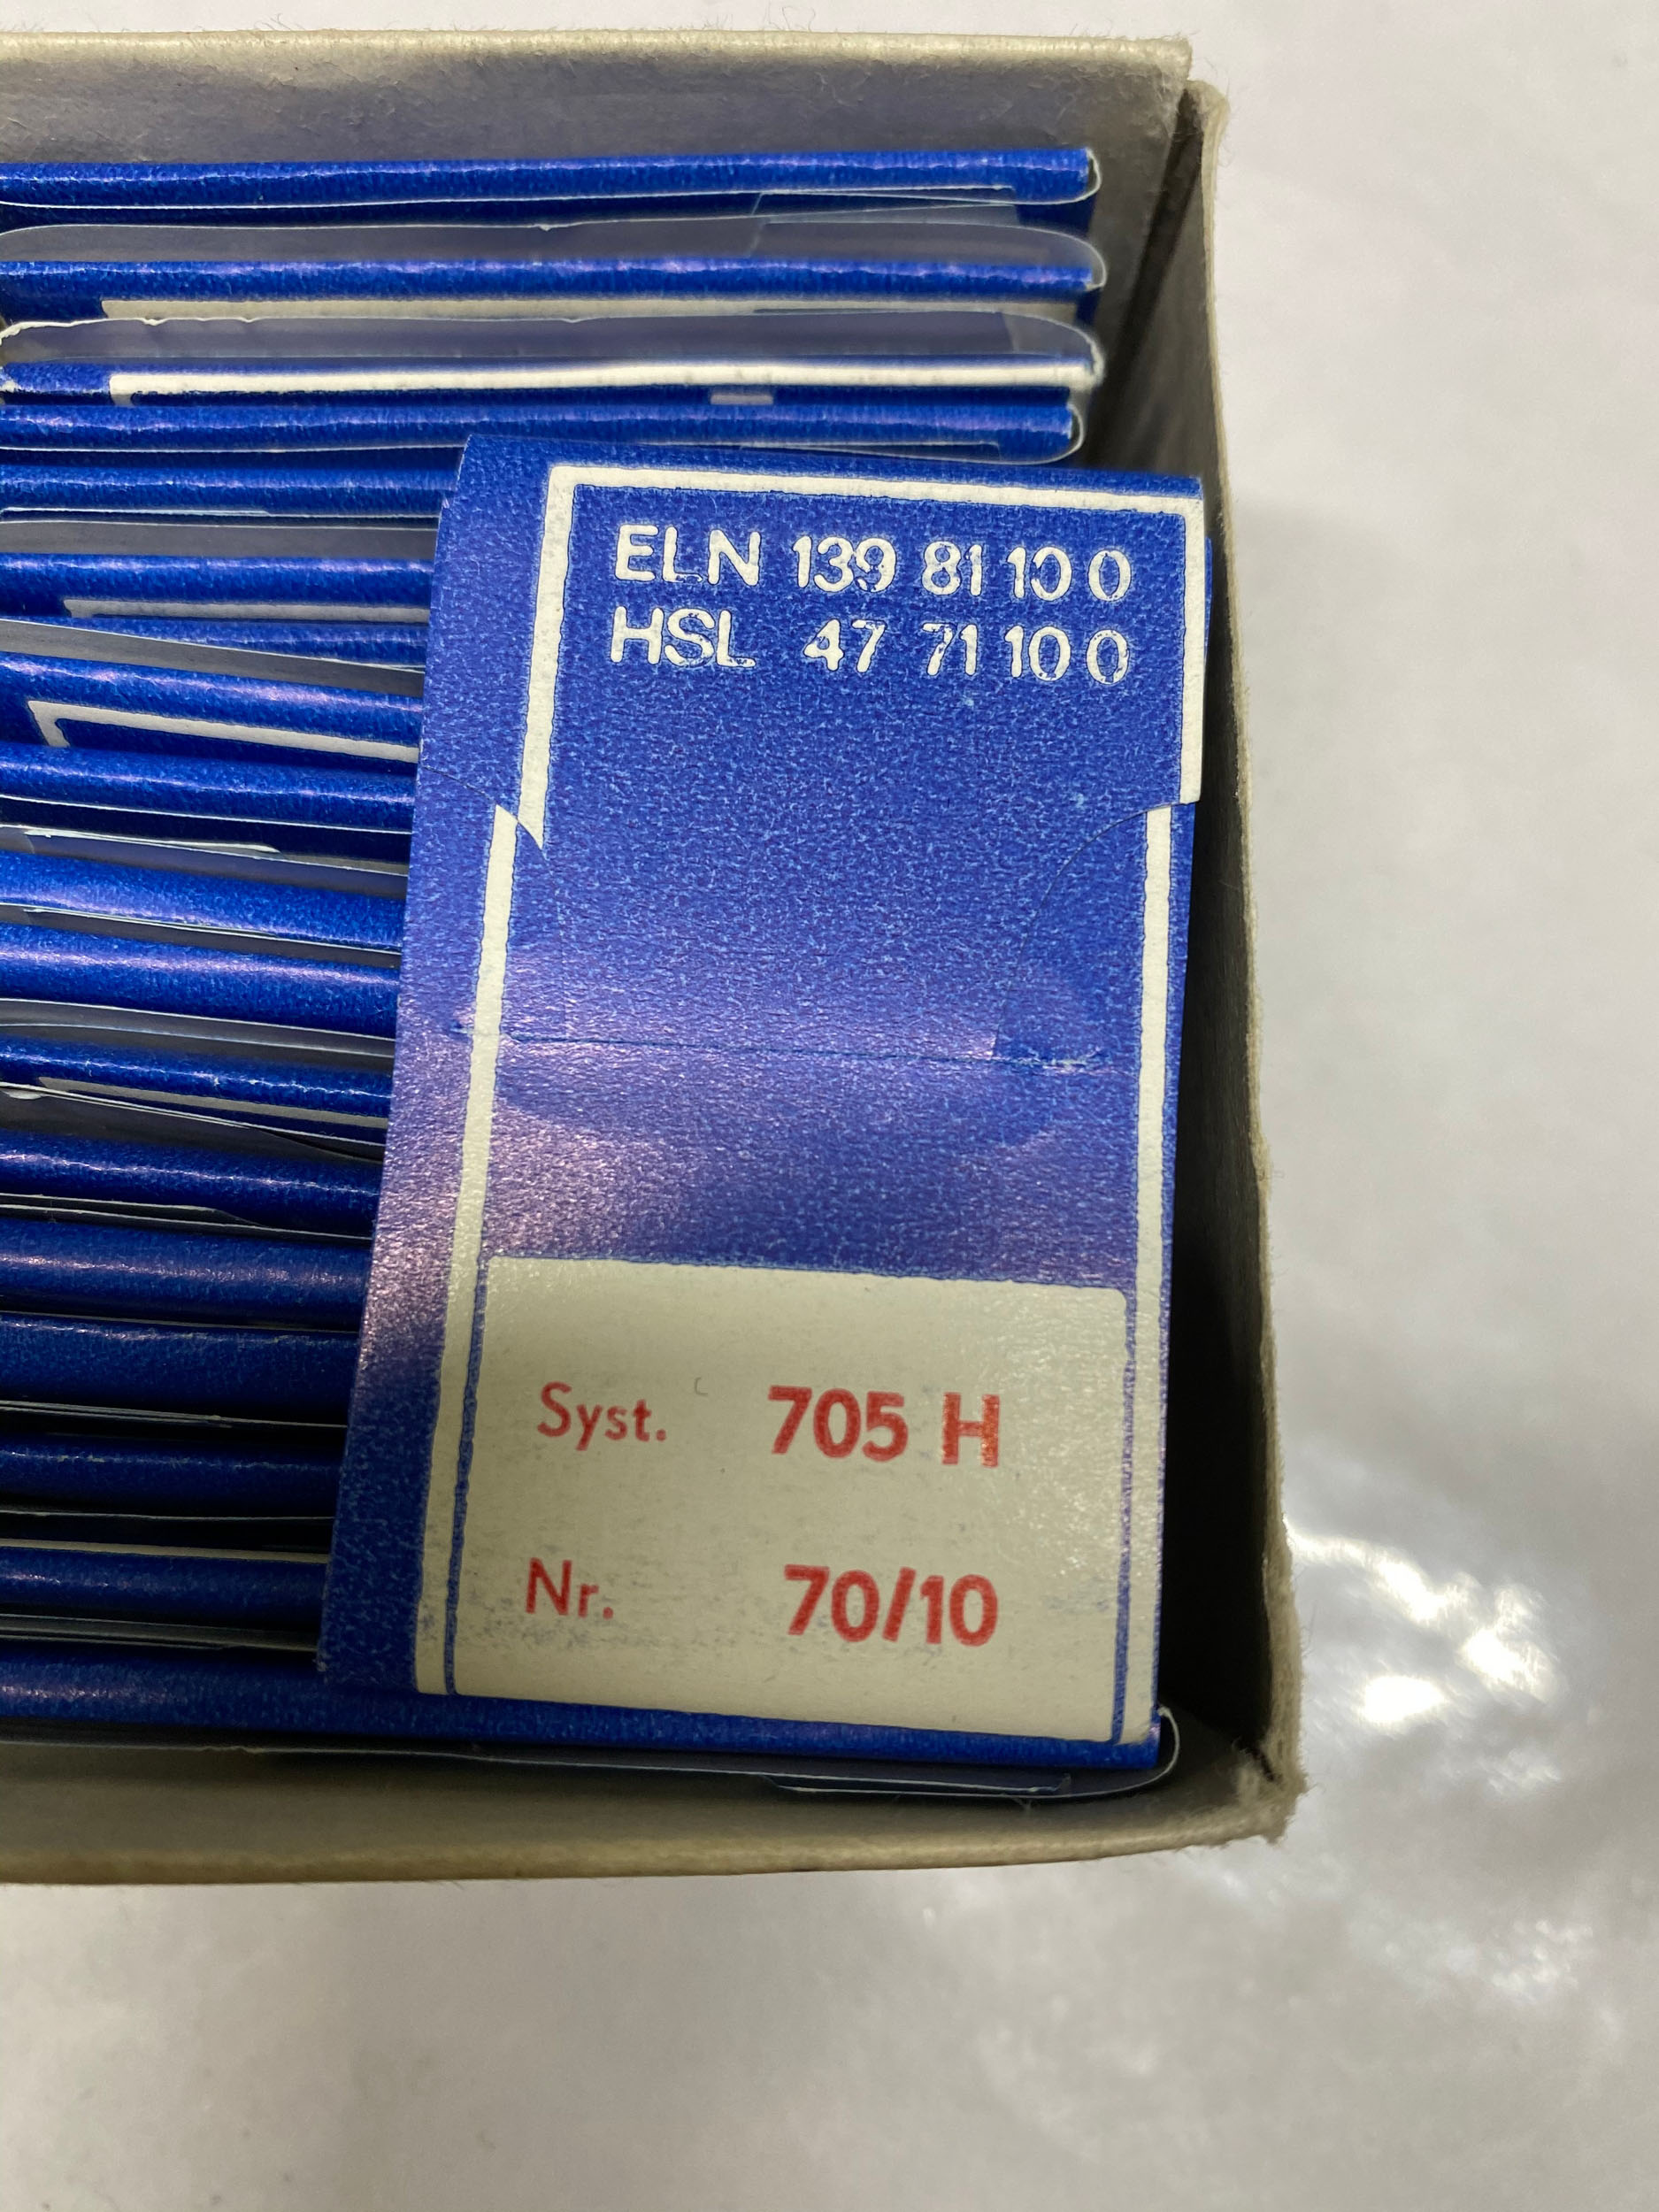 ELN 139 81 10 0
HSL 47 71 10 0
Syst. 705 H
Nr. 70/10